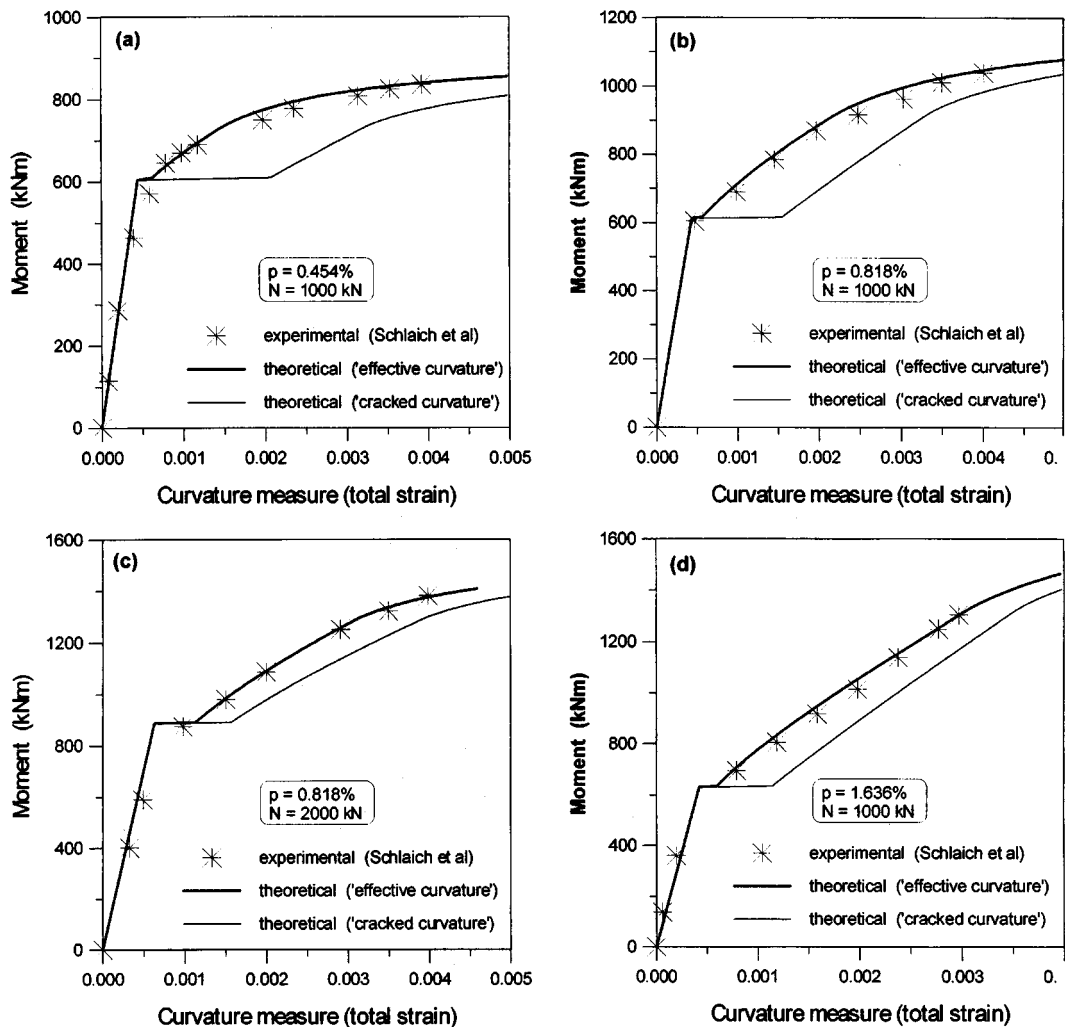 (a)
1000
800
600
400
200
0
Moment (kNm)
p = 0.454%
N = 1000 kN
experimental (Schlaich et al)
theoretical ('effective curvature')
theoretical ('cracked curvature')
0.000 0.001 0.002 0.003 0.004 0.005
Curvature measure (total strain)
(b)
1200
1000
800
600
400
200
0
Moment (kNm)
p = 0.818%
N = 1000 kN
experimental (Schlaich et al)
theoretical ('effective curvature')
theoretical ('cracked curvature')
0.000 0.001 0.002 0.003 0.004 0.
Curvature measure (total strain)
(c)
1600
1200
800
400
0
Moment (kNm)
p = 0.818%
N = 2000 kN
experimental (Schlaich et al)
theoretical ('effective curvature')
theoretical ('cracked curvature')
0.000 0.001 0.002 0.003 0.004 0.005
Curvature measure (total strain)
(d)
1600
1200
800
400
0
Moment (kNm)
p = 1.636%
N = 1000 kN
experimental (Schlaich et al)
theoretical ('effective curvature')
theoretical ('cracked curvature')
0.000 0.001 0.002 0.003 0.
Curvature measure (total strain)